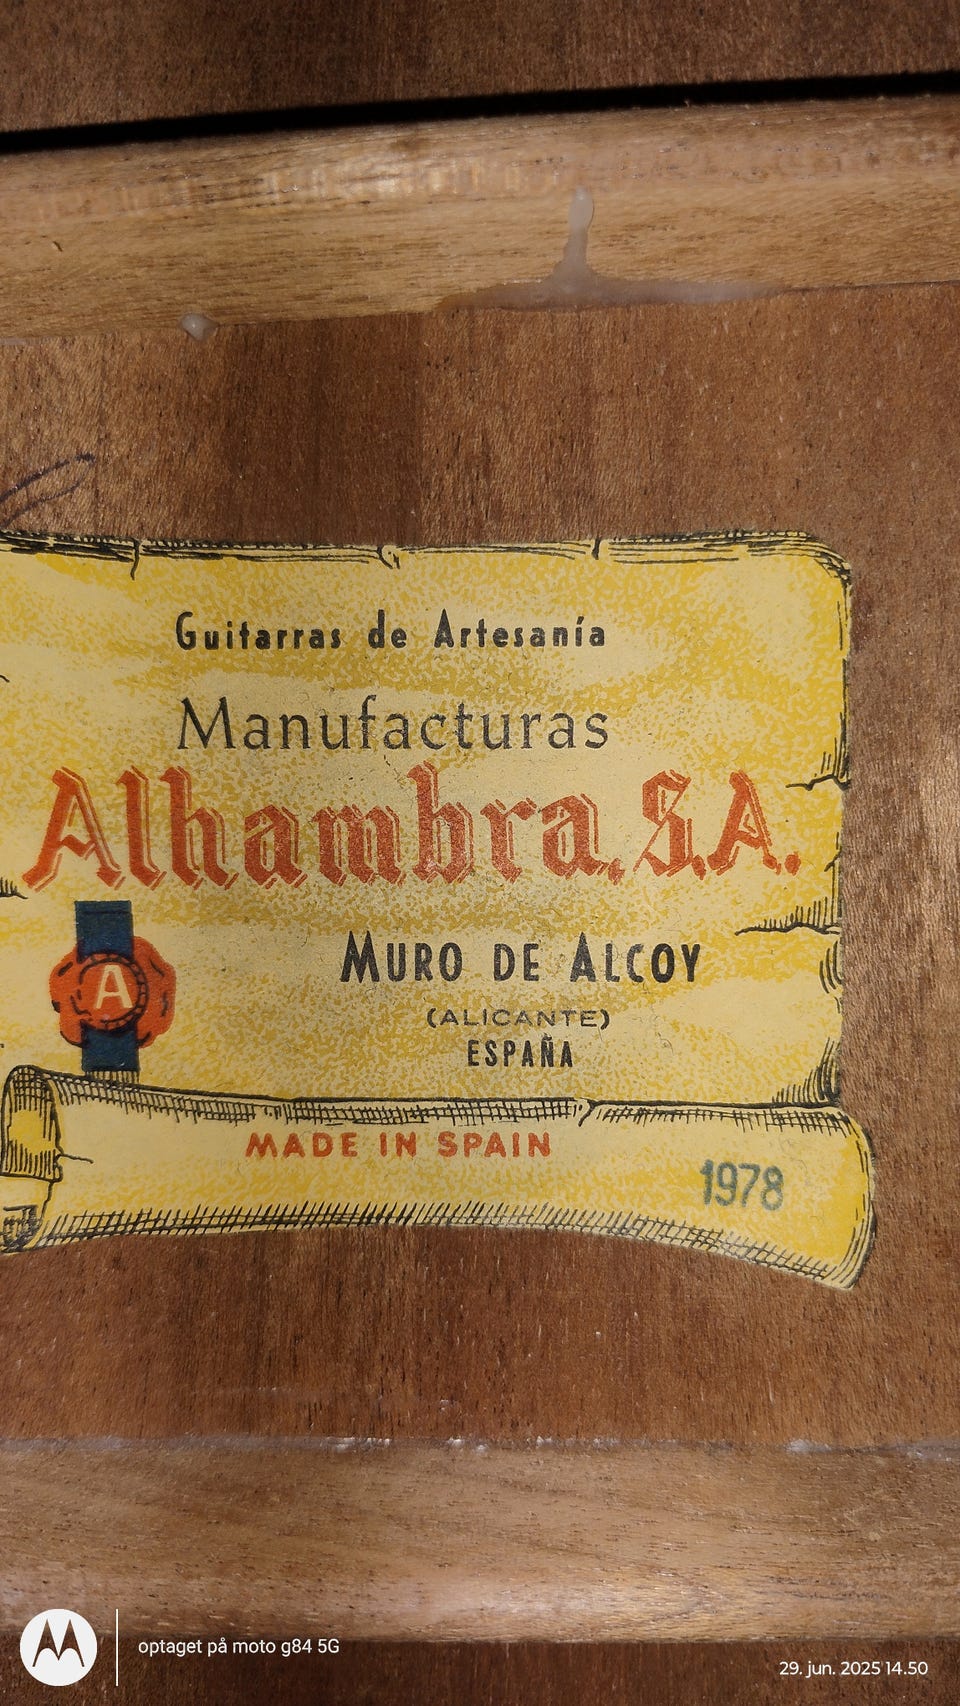 Guitarras de Artesanía
Manufacturas
Alhambra, S.A.
A
MURO DE ALCOY
(ALICANTE)
ESPAÑA
MADE IN SPAIN
1978
optaget på moto g84 5G
29. jun. 2025 14.50